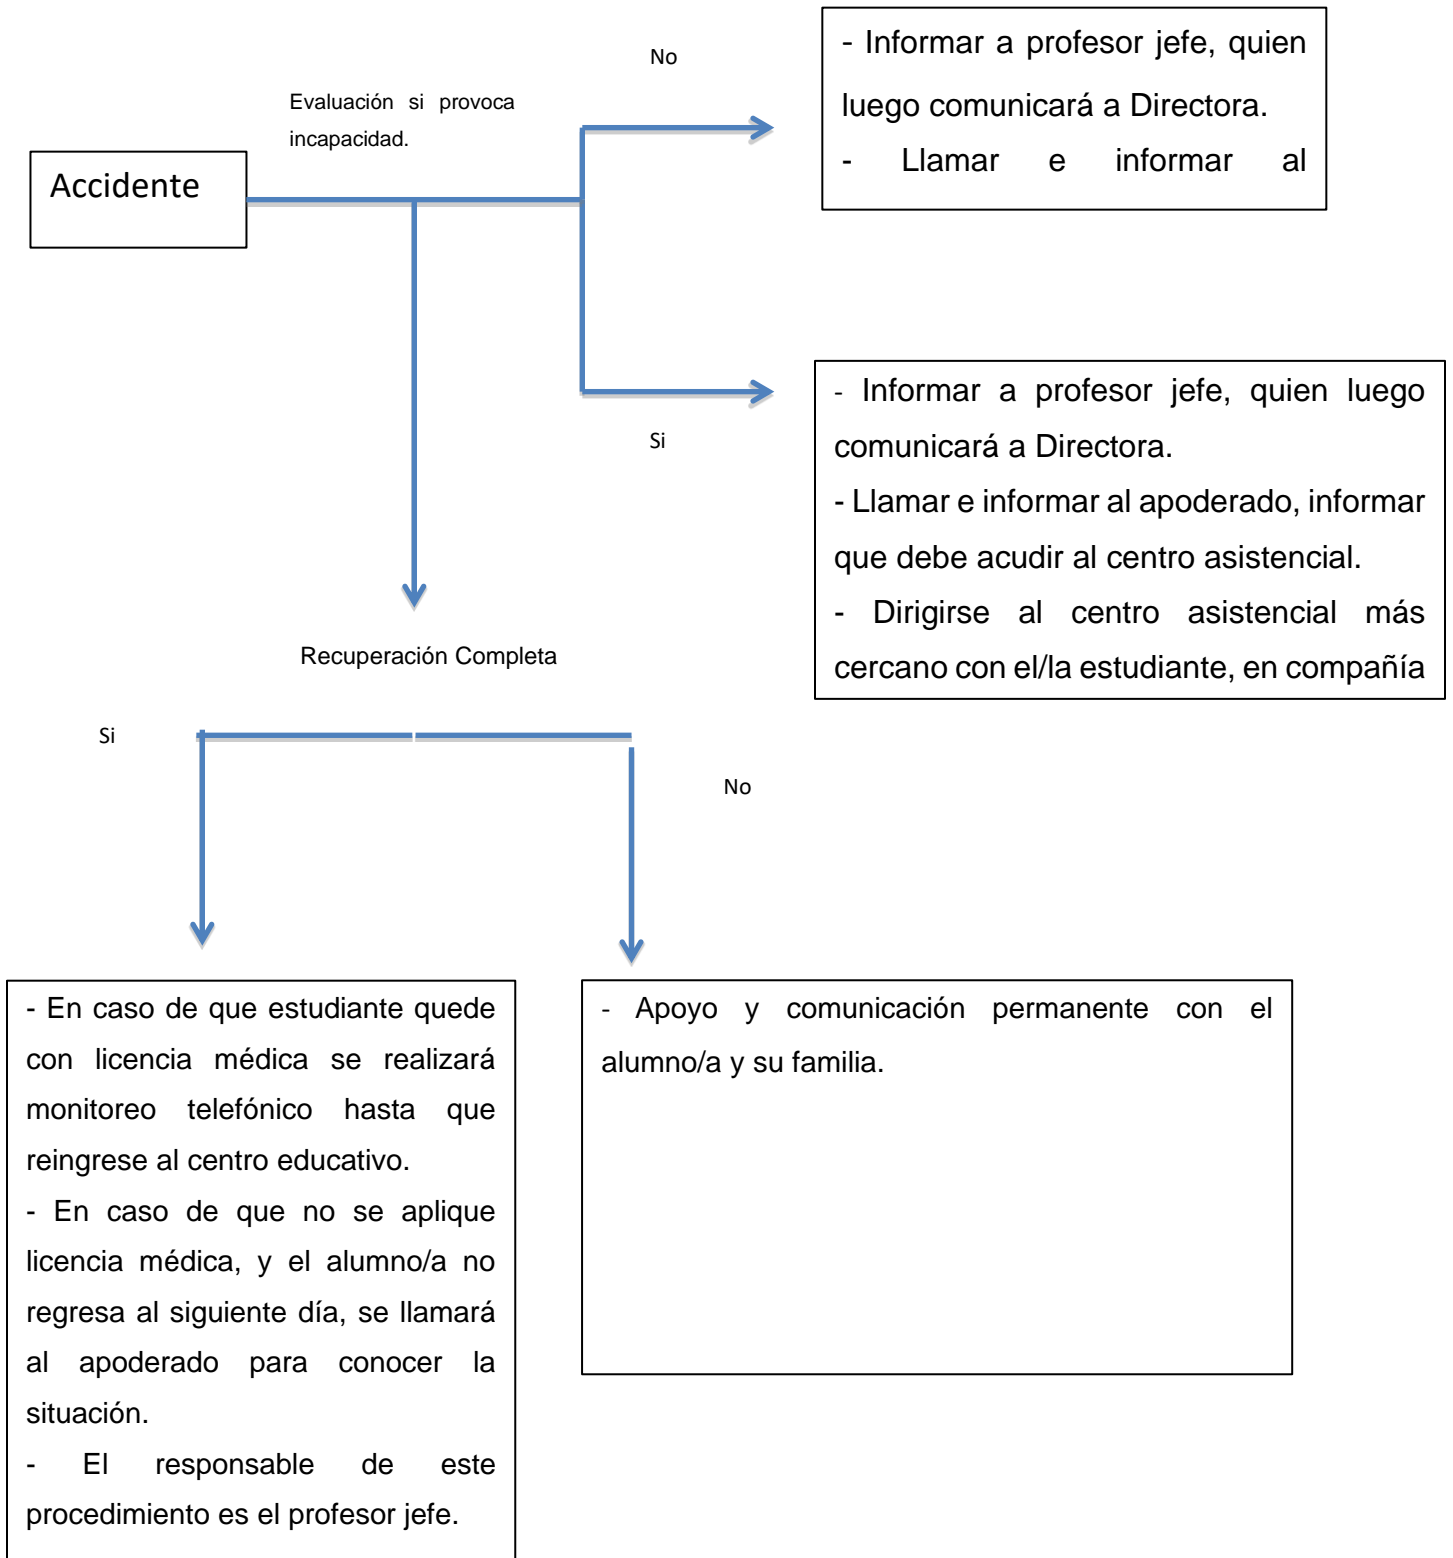 No
- Informar a profesor jefe, quien
luego comunicará a Directora.
- Llamar e informar al
Evaluación si provoca
incapacidad.
Accidente
Si
- Informar a profesor jefe, quien luego
comunicará a Directora.
- Llamar e informar al apoderado, informar
que debe acudir al centro asistencial.
- Dirigirse al centro asistencial más
cercano con el/la estudiante, en compañía
Recuperación Completa
Si
No
- En caso de que estudiante quede
con licencia médica se realizará
monitoreo telefónico hasta que
reingrese al centro educativo.
- En caso de que no se aplique
licencia médica, y el alumno/a no
regresa al siguiente día, se llamará
al apoderado para conocer la
situación.
- El responsable de este
procedimiento es el profesor jefe.
- Apoyo y comunicación permanente con el
alumno/a y su familia.